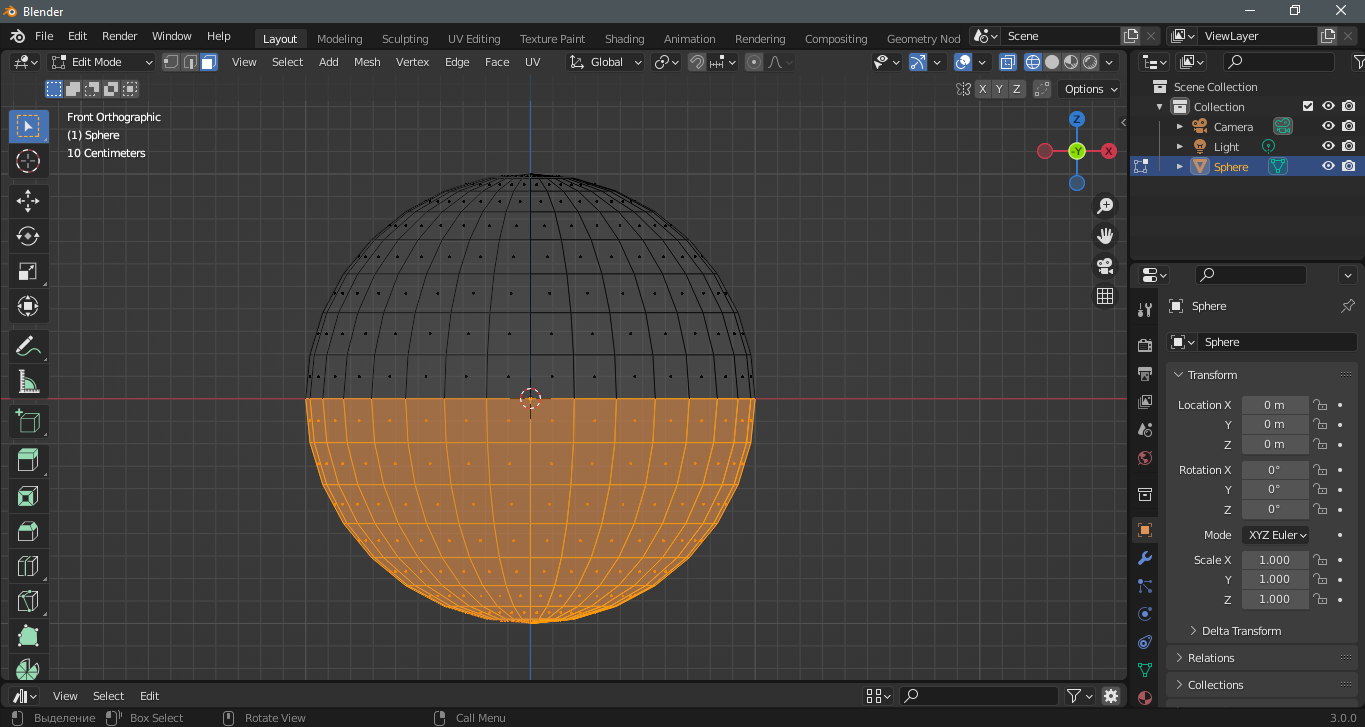 Blender
File Edit Render Window Help Layout Modeling Sculpting UV Editing Texture Paint Shading Animation Rendering Compositing Geometry Nod Scene ViewLayer
Edit Mode View Select Add Mesh Vertex Edge Face UV Global
X Y Z Options
Front Orthographic
(1) Sphere
10 Centimeters
Z
-Y
X
Scene Collection
Collection
Camera
Light
Sphere
Sphere
Sphere
Transform
Location X 0 m
Y 0 m
Z 0 m
Rotation X 0°
Y 0°
Z 0°
Mode XYZ Euler
Scale X 1.000
Y 1.000
Z 1.000
Delta Transform
Relations
Collections
View Select Edit
Выделение Box Select Rotate View Call Menu 3.0.0